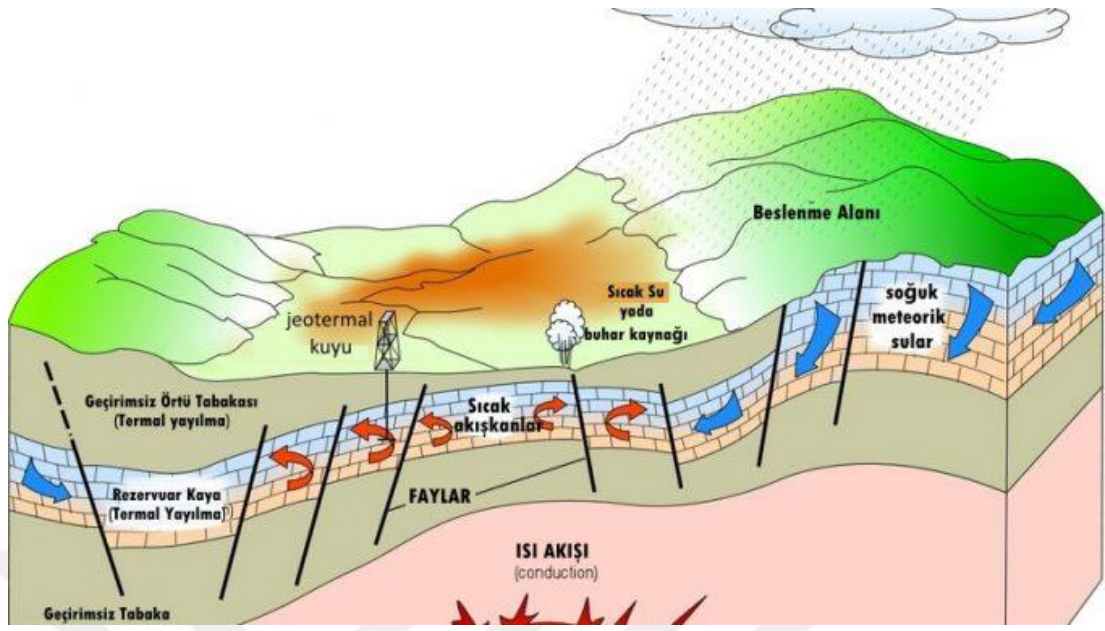 Beslenme Alanı
soğuk
meteorik
sular
Sıcak Su
yada
buhar kaynağı
jeotermal
kuyu
Geçirimsiz Örtü Tabakası
(Termal yayılma)
Sıcak
akışkanlar
Rezervuar Kaya
(Termal Yayılma)
FAYLAR
ISI AKIŞI
(conduction)
Geçirimsiz Tabaka